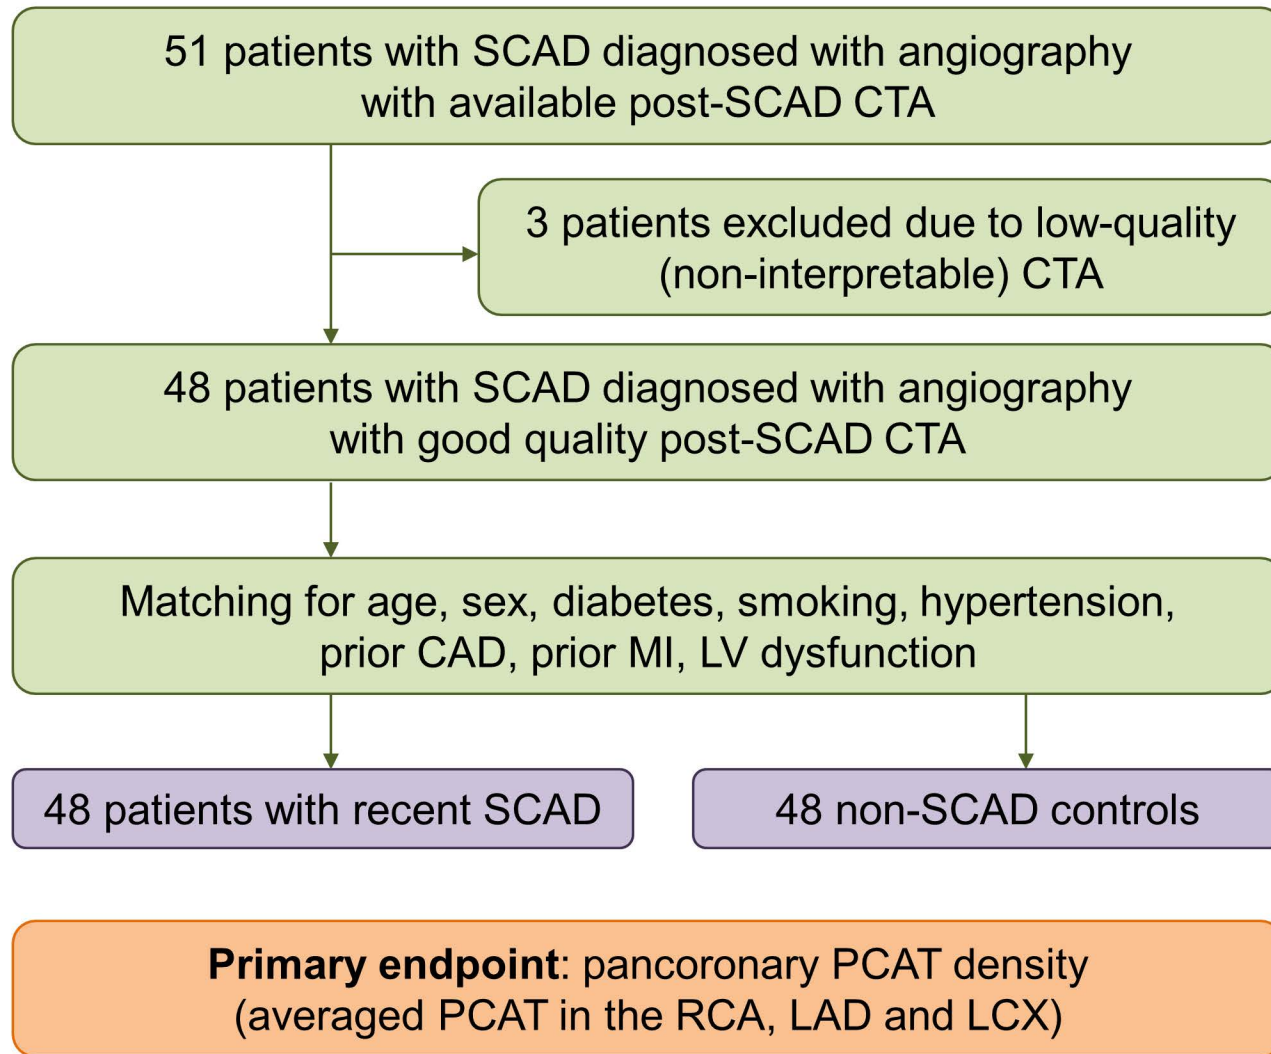 51 patients with SCAD diagnosed with angiography
with available post-SCAD CTA
3 patients excluded due to low-quality
(non-interpretable) CTA
48 patients with SCAD diagnosed with angiography
with good quality post-SCAD CTA
Matching for age, sex, diabetes, smoking, hypertension,
prior CAD, prior MI, LV dysfunction
48 patients with recent SCAD
48 non-SCAD controls
Primary endpoint: pancoronary PCAT density
(averaged PCAT in the RCA, LAD and LCX)